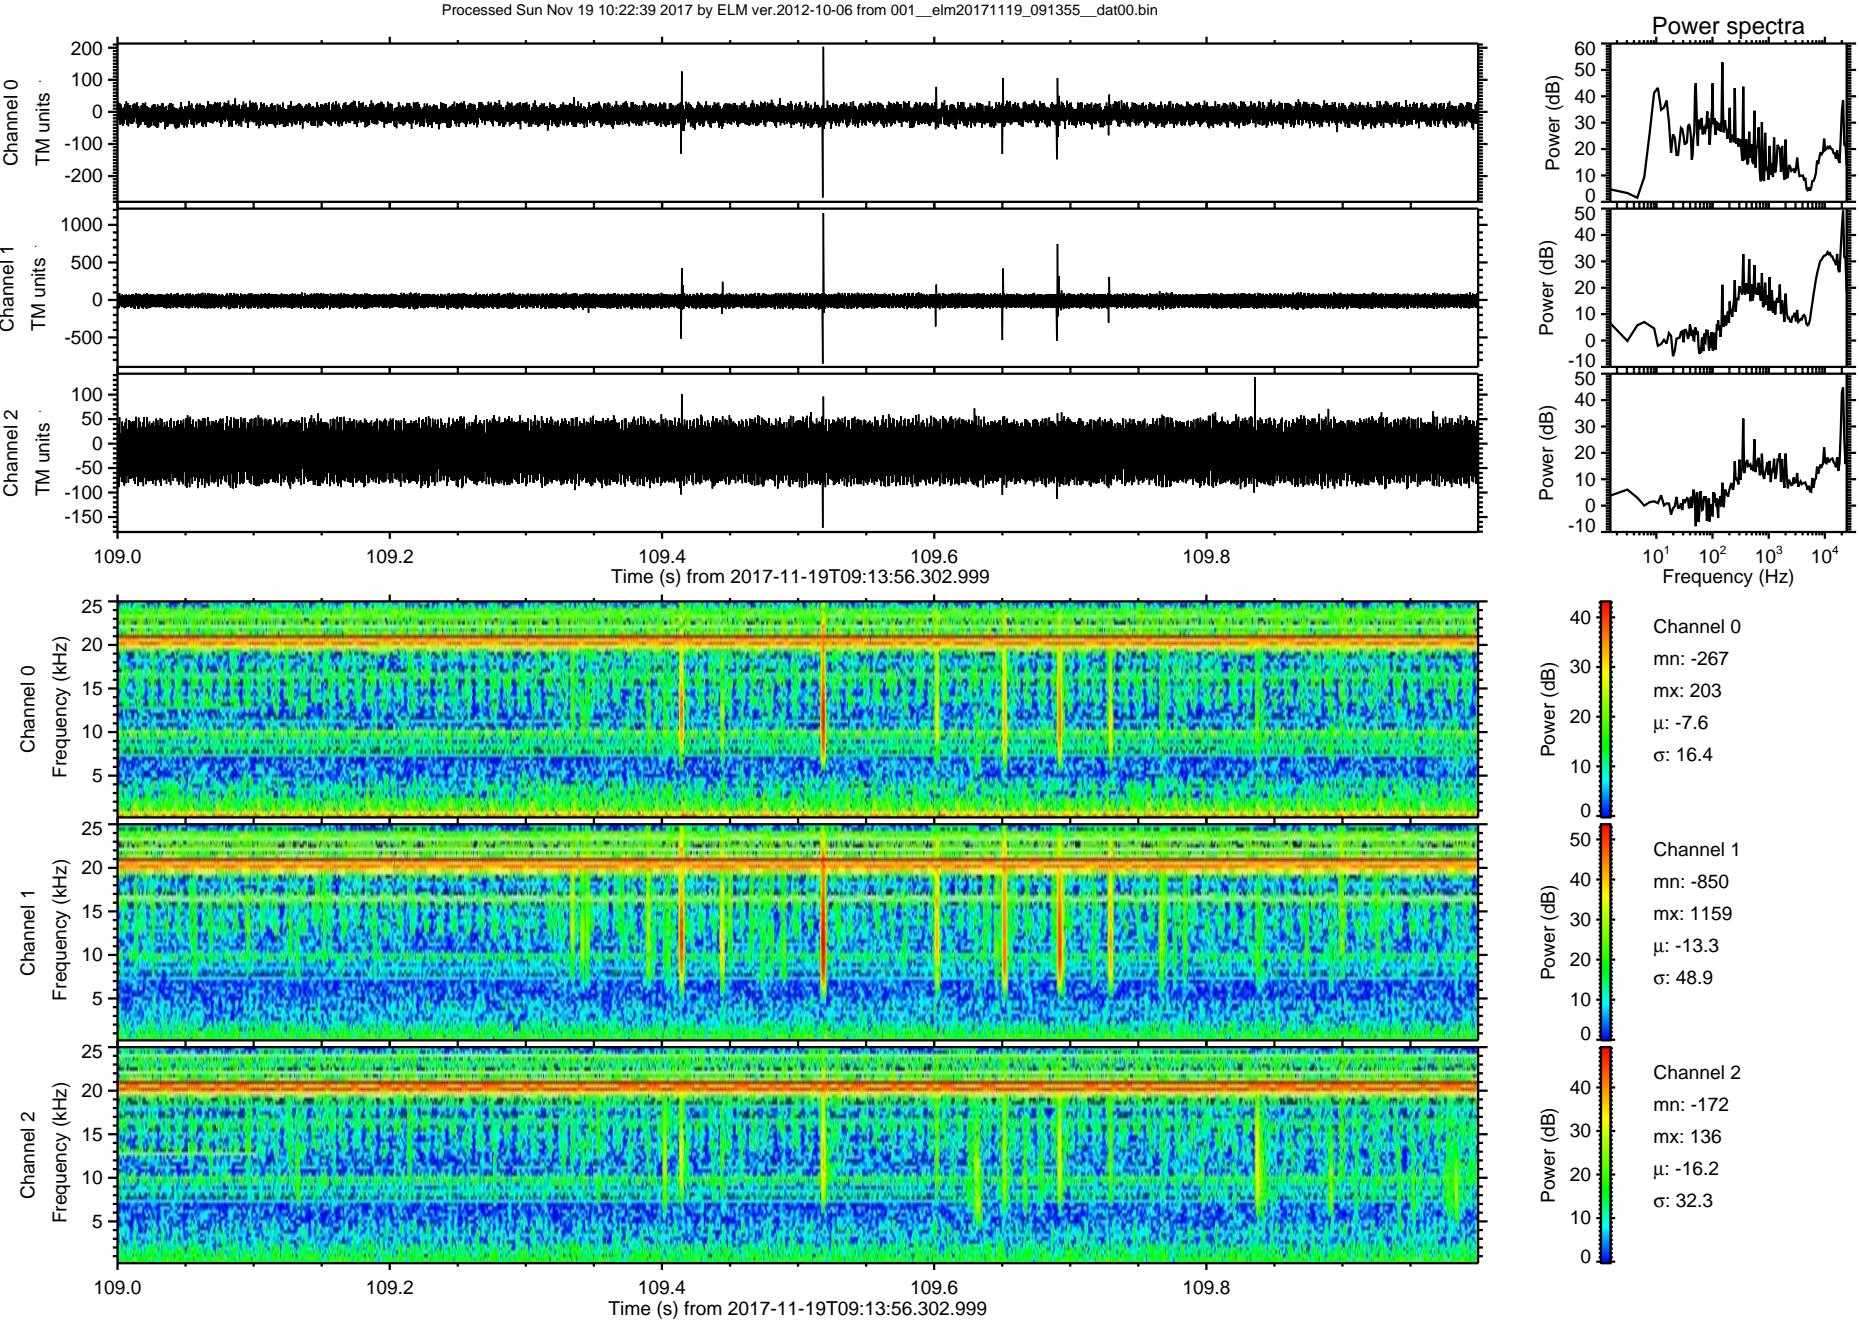 Processed Sun Nov 19 10:22:39 2017 by ELM ver.2012-10-06 from 001__elm20171119_091355__dat00.bin
Power spectra
Channel 0
TM units
200
100
0
-100
-200
Power (dB)
60
50
40
30
20
10
0
Channel 1
TM units
1000
500
0
-500
Power (dB)
50
40
30
20
10
0
-10
Channel 2
TM units
100
50
0
-50
-100
-150
Power (dB)
50
40
30
20
10
0
-10
109.0 109.2 109.4 109.6 109.8
Time (s) from 2017-11-19T09:13:56.302.999
10¹ 10² 10³ 10⁴
Frequency (Hz)
Channel 0
Frequency (kHz)
25
20
15
10
5
Power (dB)
40
30
20
10
0
Channel 0
mn: -267
mx: 203
μ: -7.6
σ: 16.4
Channel 1
Frequency (kHz)
25
20
15
10
5
Power (dB)
50
40
30
20
10
0
Channel 1
mn: -850
mx: 1159
μ: -13.3
σ: 48.9
Channel 2
Frequency (kHz)
25
20
15
10
5
Power (dB)
40
30
20
10
0
Channel 2
mn: -172
mx: 136
μ: -16.2
σ: 32.3
109.0 109.2 109.4 109.6 109.8
Time (s) from 2017-11-19T09:13:56.302.999